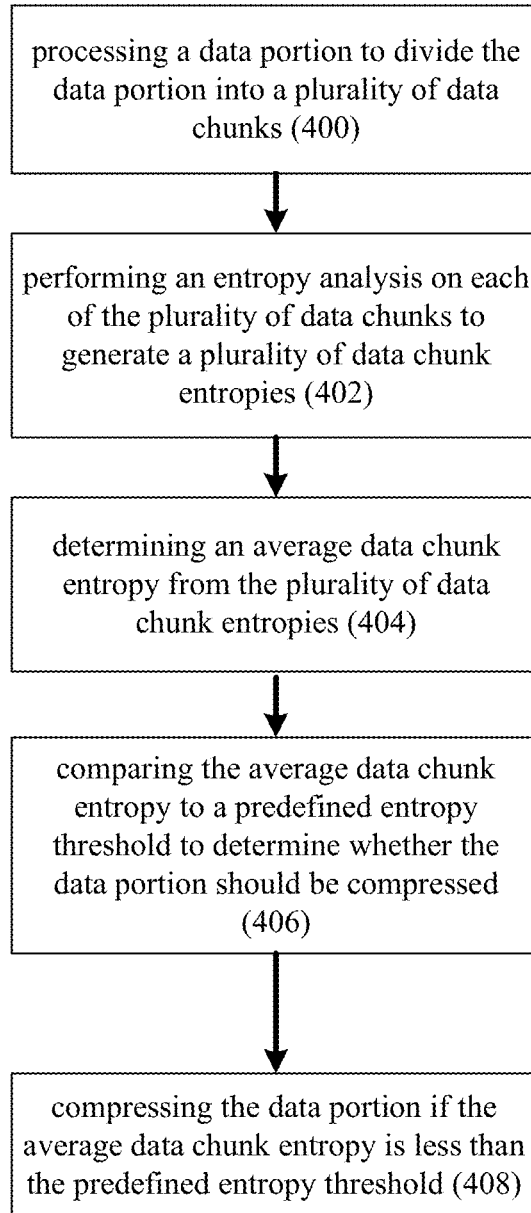 processing a data portion to divide the
data portion into a plurality of data
chunks (400)
performing an entropy analysis on each
of the plurality of data chunks to
generate a plurality of data chunk
entropies (402)
determining an average data chunk
entropy from the plurality of data
chunk entropies (404)
comparing the average data chunk
entropy to a predefined entropy
threshold to determine whether the
data portion should be compressed
(406)
compressing the data portion if the
average data chunk entropy is less than
the predefined entropy threshold (408)